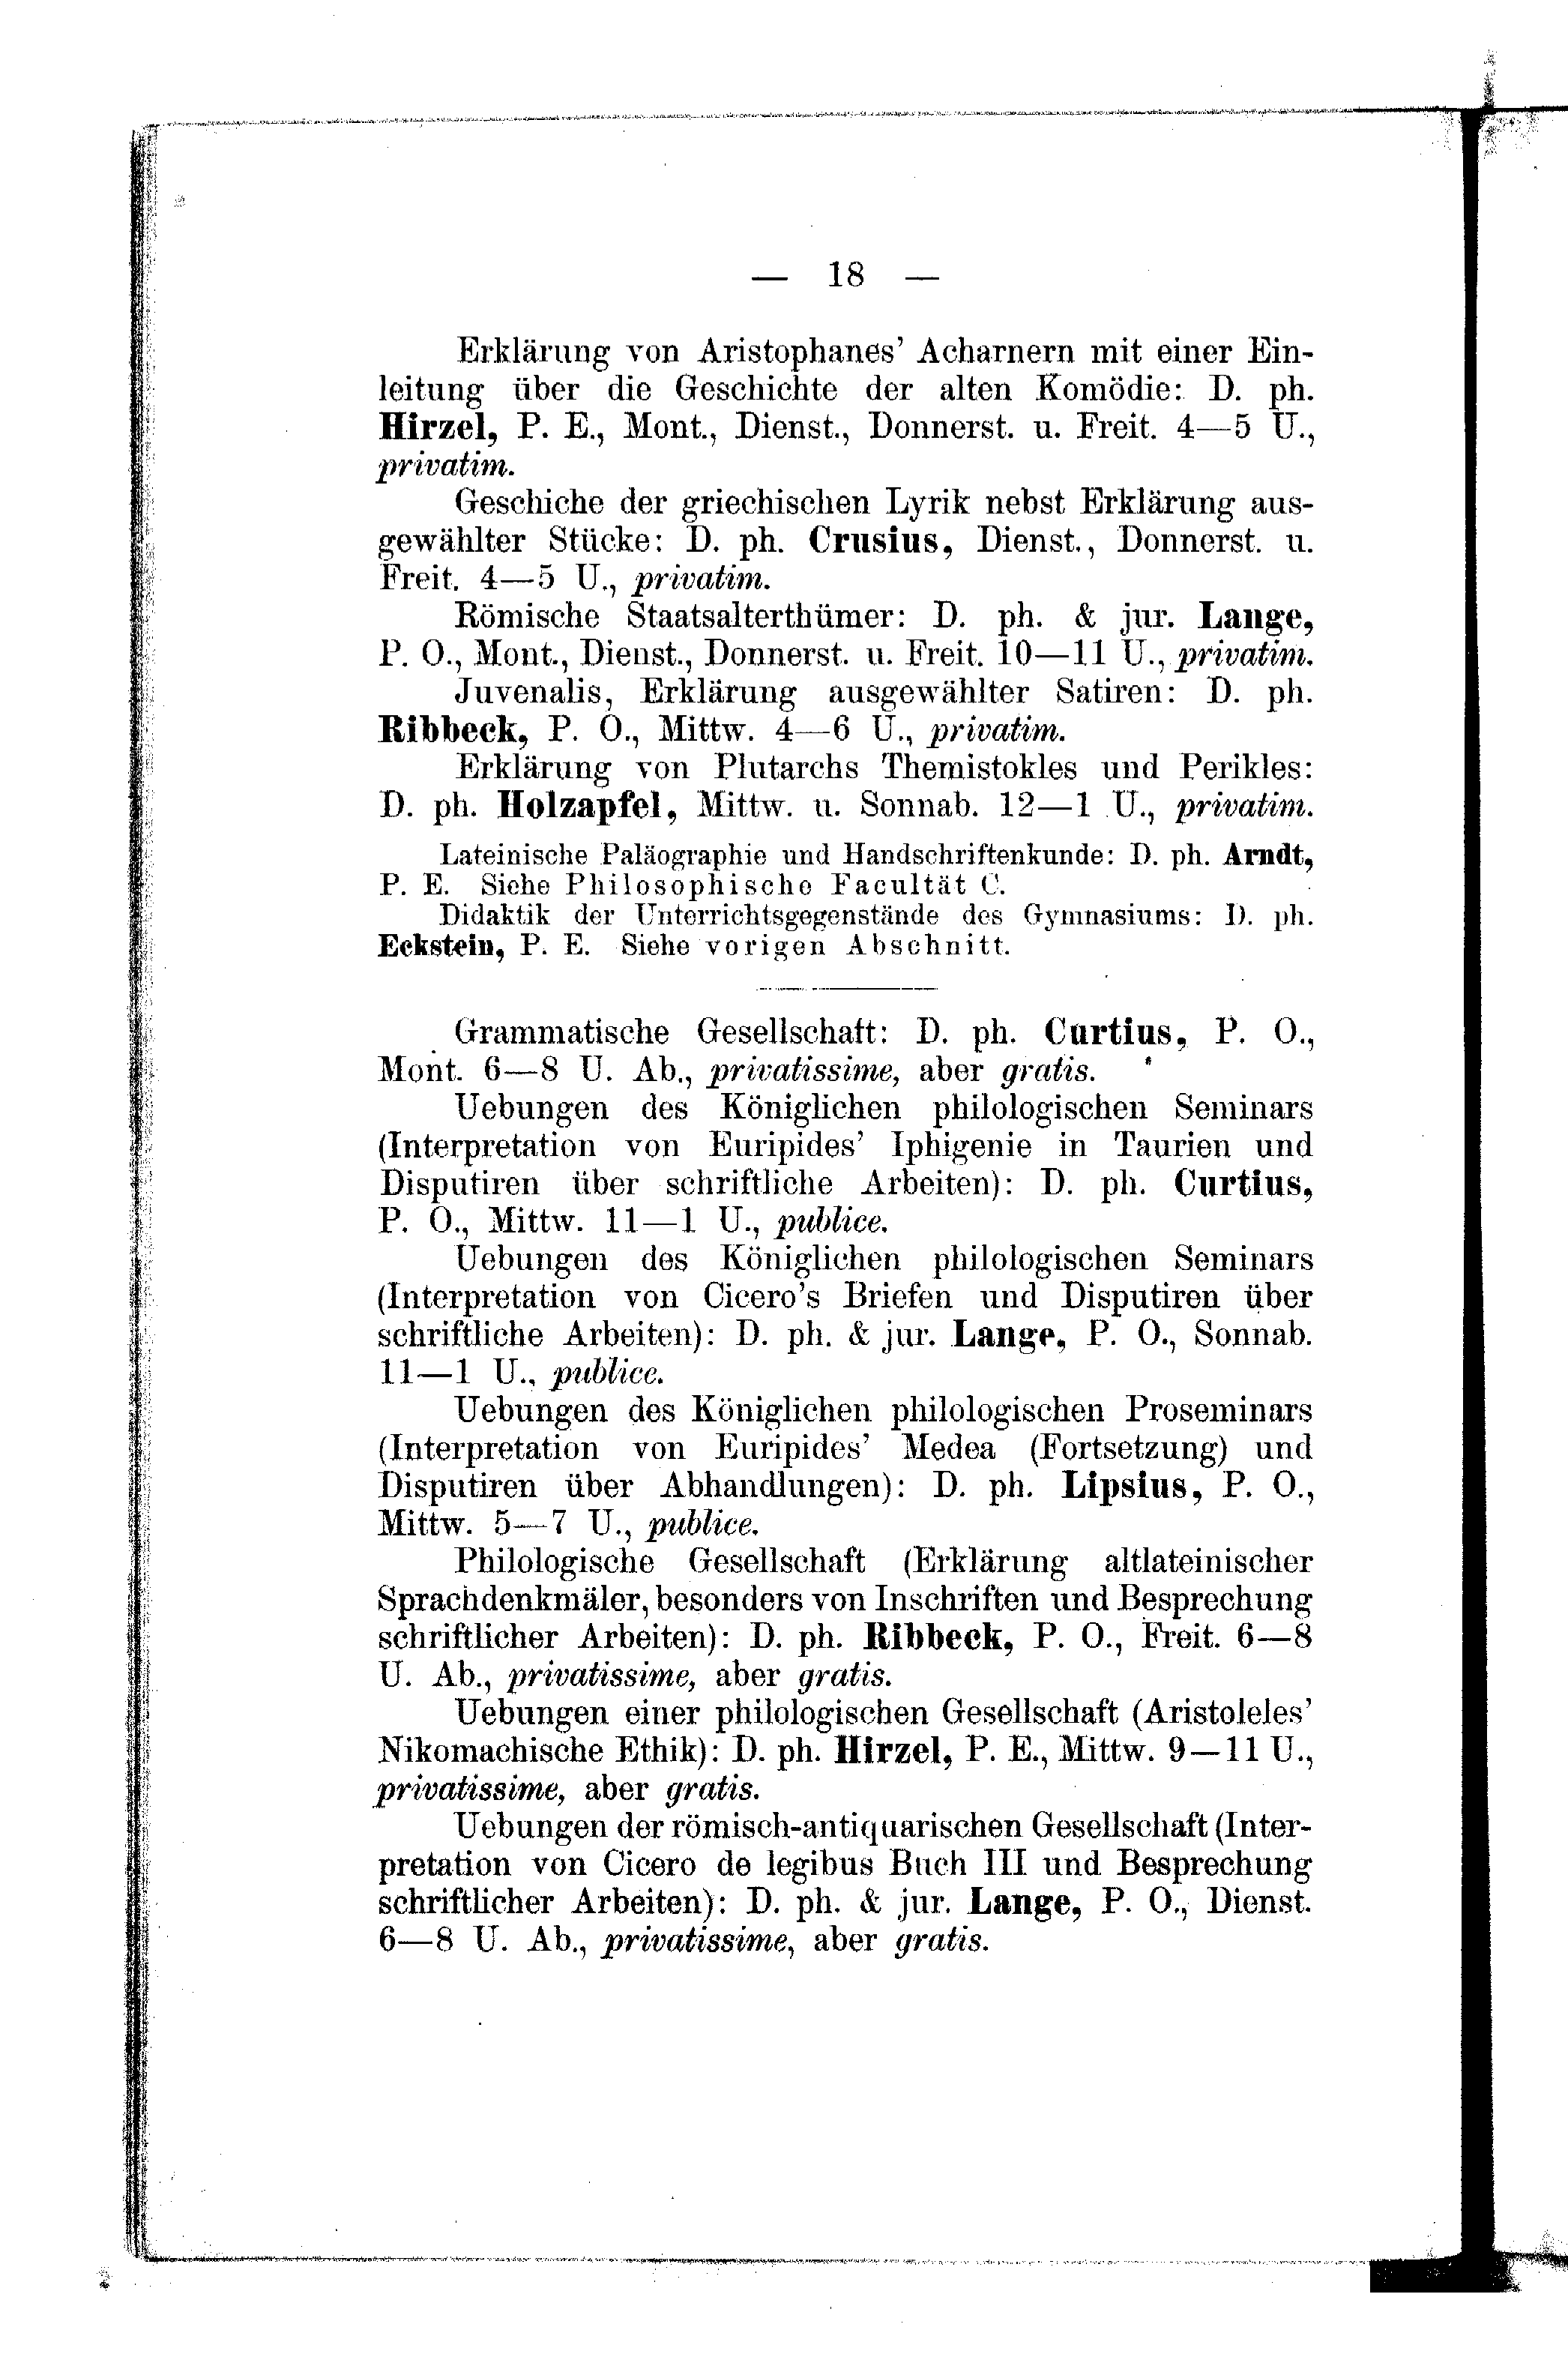 — 18 —
Erklärung von Aristophanes' Acharnern mit einer Ein-
leitung über die Geschichte der alten Komödie: D. ph.
Hirzel, P. E., Mont., Dienst., Donnerst. u. Freit. 4—5 U.,
privatim.
Geschiche der griechischen Lyrik nebst Erklärung aus-
gewählter Stücke: D. ph. Crusius, Dienst., Donnerst. u.
Freit. 4—5 U., privatim.
Römische Staatsalterthümer: D. ph. & jur. Lange,
P. O., Mont., Dienst., Donnerst. u. Freit. 10—11 U., privatim.
Juvenalis, Erklärung ausgewählter Satiren: D. ph.
Ribbeck, P. O., Mittw. 4—6 U., privatim.
Erklärung von Plutarchs Themistokles und Perikles:
D. ph. Holzapfel, Mittw. u. Sonnab. 12—1 U., privatim.
Lateinische Paläographie und Handschriftenkunde: D. ph. Arndt,
P. E. Siehe Philosophische Facultät C.
Didaktik der Unterrichtsgegenstände des Gymnasiums: D. ph.
Eckstein, P. E. Siehe vorigen Abschnitt.
Grammatische Gesellschaft: D. ph. Curtius, P. O.,
Mont. 6—8 U. Ab., privatissime, aber gratis.
Uebungen des Königlichen philologischen Seminars
(Interpretation von Euripides' Iphigenie in Taurien und
Disputiren über schriftliche Arbeiten): D. ph. Curtius,
P. O., Mittw. 11—1 U., publice.
Uebungen des Königlichen philologischen Seminars
(Interpretation von Cicero's Briefen und Disputiren über
schriftliche Arbeiten): D. ph. & jur. Lange, P. O., Sonnab.
11—1 U., publice.
Uebungen des Königlichen philologischen Proseminars
(Interpretation von Euripides' Medea (Fortsetzung) und
Disputiren über Abhandlungen): D. ph. Lipsius, P. O.,
Mittw. 5—7 U., publice.
Philologische Gesellschaft (Erklärung altlateinischer
Sprachdenkmäler, besonders von Inschriften und Besprechung
schriftlicher Arbeiten): D. ph. Ribbeck, P. O., Freit. 6—8
U. Ab., privatissime, aber gratis.
Uebungen einer philologischen Gesellschaft (Aristoleles'
Nikomachische Ethik): D. ph. Hirzel, P. E., Mittw. 9—11 U.,
privatissime, aber gratis.
Uebungen der römisch-antiquarischen Gesellschaft (Inter-
pretation von Cicero de legibus Buch III und Besprechung
schriftlicher Arbeiten): D. ph. & jur. Lange, P. O., Dienst.
6—8 U. Ab., privatissime, aber gratis.